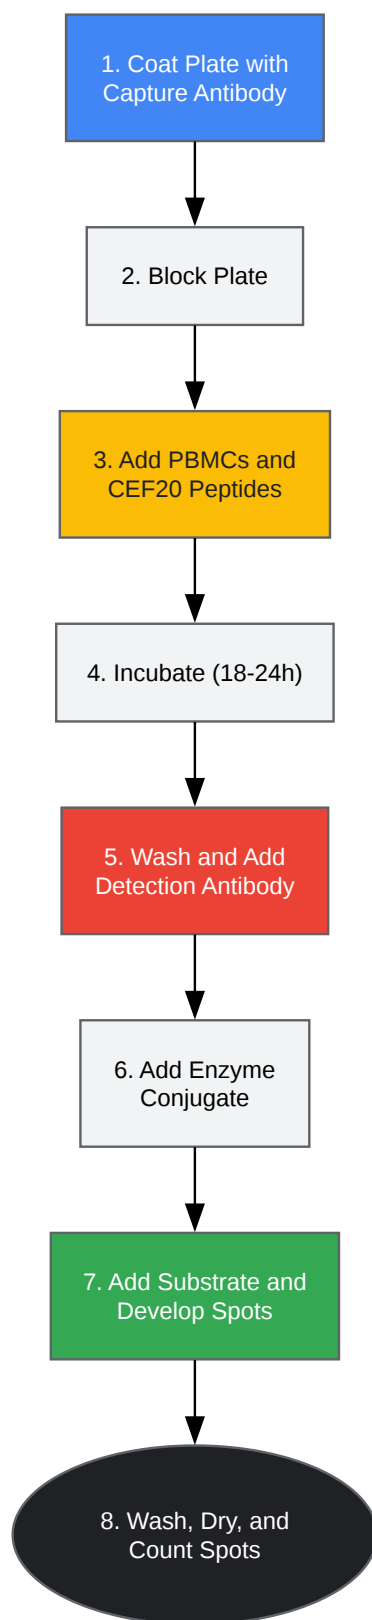 1. Coat Plate with
Capture Antibody
2. Block Plate
3. Add PBMCs and
CEF20 Peptides
4. Incubate (18-24h)
5. Wash and Add
Detection Antibody
6. Add Enzyme
Conjugate
7. Add Substrate and
Develop Spots
8. Wash, Dry, and
Count Spots